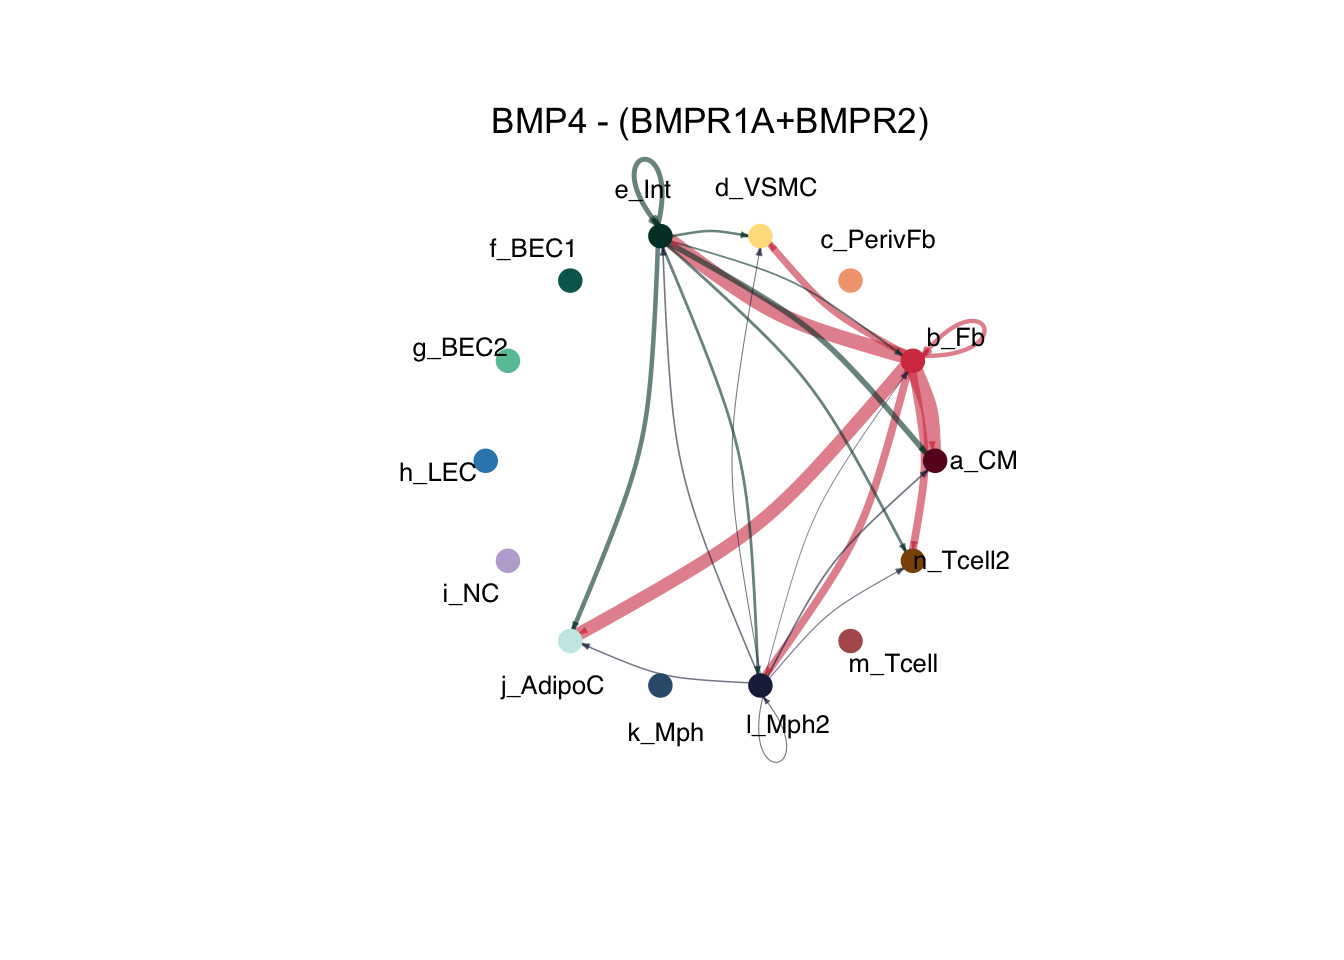 BMP4 - (BMPR1A+BMPR2)
e_Int
d_VSMC
c_PerivFb
f_BEC1
b_Fb
g_BEC2
a_CM
h_LEC
n_Tcell2
i_NC
m_Tcell
j_AdipoC
l_Mph2
k_Mph